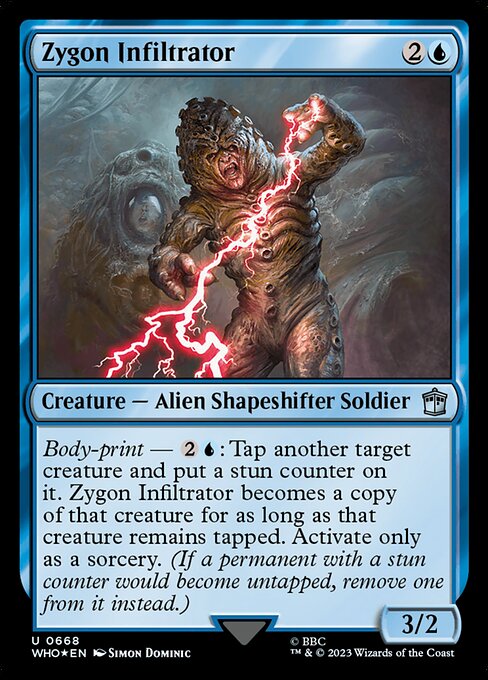 Zygon Infiltrator 2
Creature — Alien Shapeshifter Soldier
Body-print — 2 : Tap another target
creature and put a stun counter on
it. Zygon Infiltrator becomes a copy
of that creature for as long as that
creature remains tapped. Activate only
as a sorcery. (If a permanent with a stun
counter would become untapped, remove one
from it instead.)
3/2
U 0668
WHO★EN Simon Dominic
© BBC
™ & © 2023 Wizards of the Coast